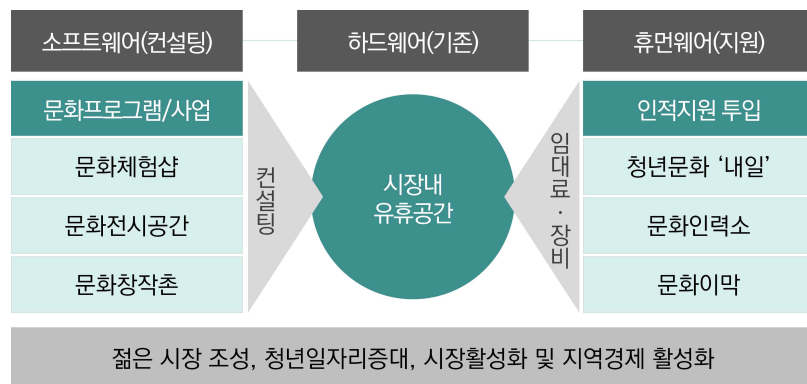 소프트웨어(컨설팅)
하드웨어(기존)
휴먼웨어(지원)
문화프로그램/사업
문화체험샵
문화전시공간
문화창작촌
컨설팅
시장내
유휴공간
임대료·장비
인적지원 투입
청년문화 ‘내일’
문화인력소
문화이막
젊은 시장 조성, 청년일자리증대, 시장활성화 및 지역경제 활성화